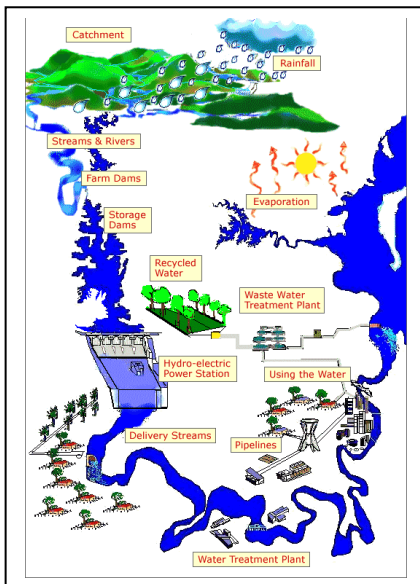 Catchment
Rainfall
Streams & Rivers
Farm Dams
Evaporation
Storage
Dams
Recycled
Water
Waste Water
Treatment Plant
Hydro-electric
Power Station
Using the Water
Delivery Streams
Pipelines
Water Treatment Plant